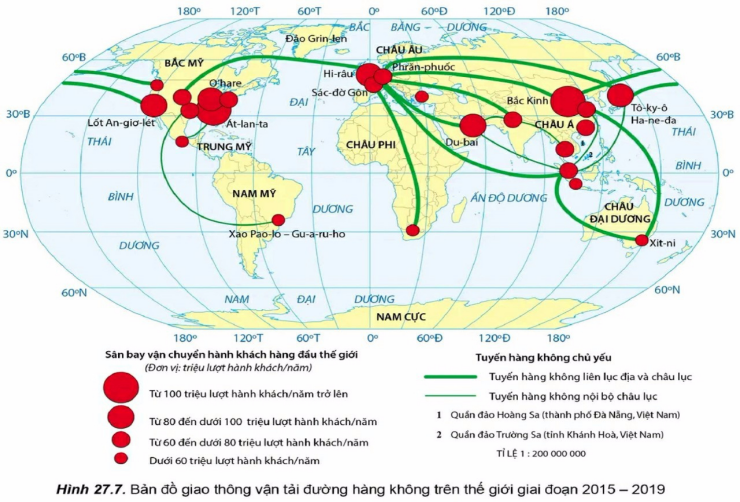 180° 120°T 60°T 0° 60°Đ 120°Đ 180°
BẮC BĂNG DƯƠNG
Đảo Grin-len
CHÂU ÂU
60°B 60°B
BẮC MỸ
Hi-râu Phrăn-phuốc
O'hare
Sác-đờ Gôn
ĐẠI
Bắc Kinh
Tô-ky-ô
Ha-ne-đa
Lốt An-giơ-lét
30°B 30°B
At-lan-ta
CHÂU Á
THÁI THÁI
Du-bai
TRUNG MỸ
TÂY
CHÂU PHI
1
2
BÌNH
0° 0°
BÌNH
NAM MỸ
ẤN ĐỘ DƯƠNG
DƯƠNG
CHÂU
ĐẠI DƯƠNG
DƯƠNG
Xao Pao-lo – Gu-a-ru-ho
30°N 30°N
DƯƠNG
Xit-ni
60°N 60°N
NAM ĐẠI DƯƠNG
NAM CỰC
180° 120°T 60°T 0° 60°Đ 120°Đ 180°
Sân bay vận chuyển hành khách hàng đầu thế giới
(Đơn vị: triệu lượt hành khách/năm)
Từ 100 triệu lượt hành khách/năm trở lên
Từ 80 đến dưới 100 triệu lượt hành khách/năm
Từ 60 đến dưới 80 triệu lượt hành khách/năm
Dưới 60 triệu lượt hành khách/năm
Tuyến hàng không chủ yếu
Tuyến hàng không liên lục địa và châu lục
Tuyến hàng không nội bộ châu lục
1 Quần đảo Hoàng Sa (thành phố Đà Nẵng, Việt Nam)
2 Quần đảo Trường Sa (tỉnh Khánh Hoà, Việt Nam)
TỈ LỆ 1 : 200 000 000
Hình 27.7. Bản đồ giao thông vận tải đường hàng không trên thế giới giai đoạn 2015 – 2019